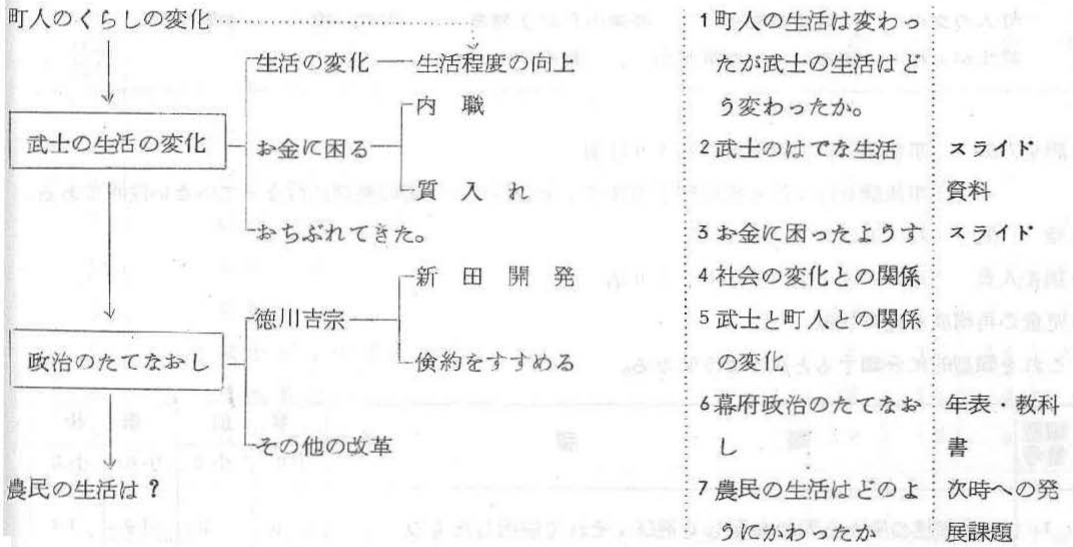 町人のくらしの変化
生活の変化
生活程度の向上
内職
武士の生活の変化
お金に困る
質入れ
おちぶれてきた。
新田開発
徳川吉宗
政治のたてなおし
倹約をすすめる
その他の改革
農民の生活は?
1町人の生活は変わっ
たが武士の生活はど
う変わったか。
2武士のはでな生活
スライド
資料
3お金に困ったようす
スライド
4社会の変化との関係
5武士と町人との関係
の変化
6幕府政治のたてなお
し
年表・教科
書
7農民の生活はどのよ
うにかわったか
次時への発
展課題